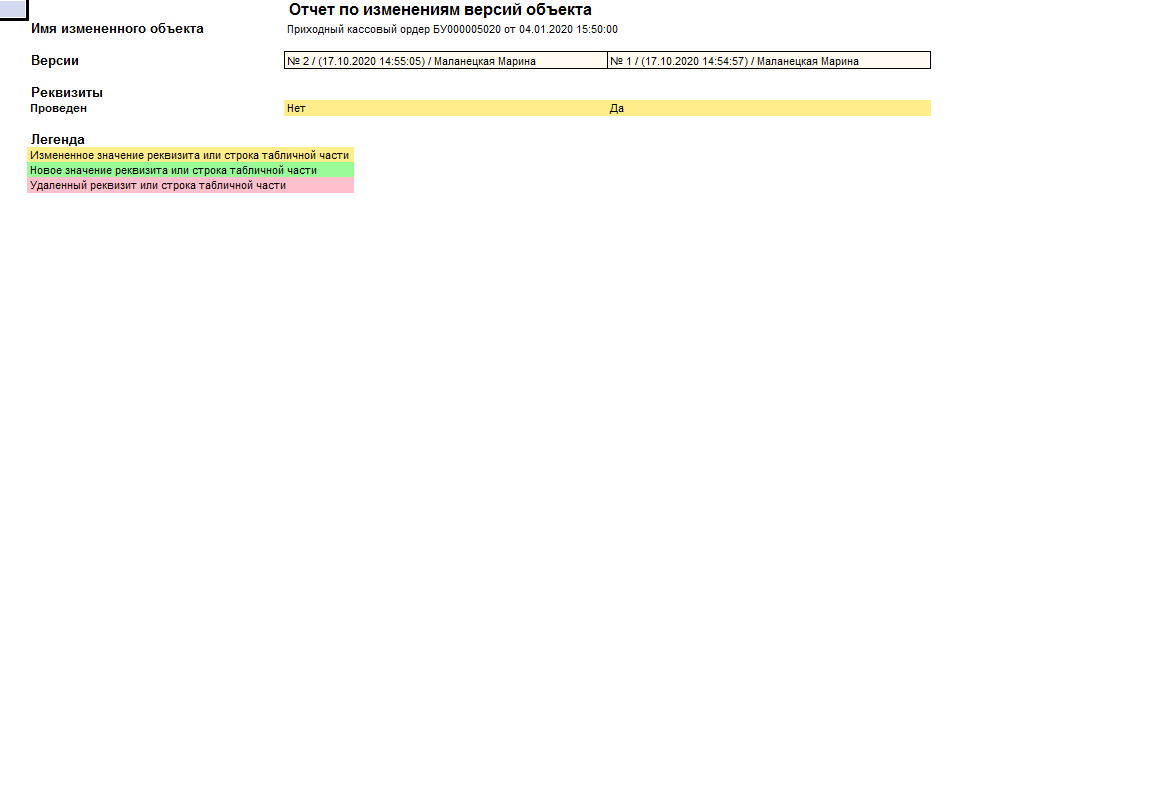 Отчет по изменениям версий объекта
Имя измененного объекта Приходный кассовый ордер БУ000005020 от 04.01.2020 15:50:00
Версии № 2 / (17.10.2020 14:55:05) / Маланецкая Марина № 1 / (17.10.2020 14:54:57) / Маланецкая Марина
Реквизиты
Проведен Нет Да
Легенда
Измененное значение реквизита или строка табличной части
Новое значение реквизита или строка табличной части
Удаленный реквизит или строка табличной части